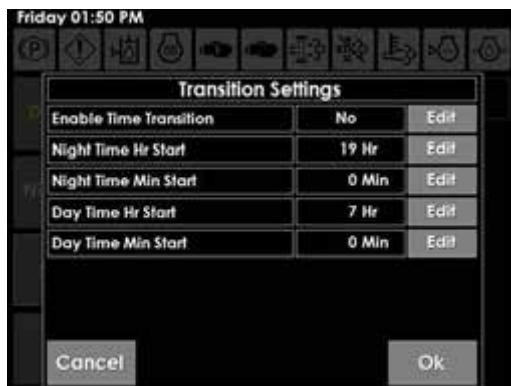 Friday 01:50 PM
Transition Settings
Enable Time Transition No Edit
Night Time Hr Start 19 Hr Edit
Night Time Min Start 0 Min Edit
Day Time Hr Start 7 Hr Edit
Day Time Min Start 0 Min Edit
Cancel Ok